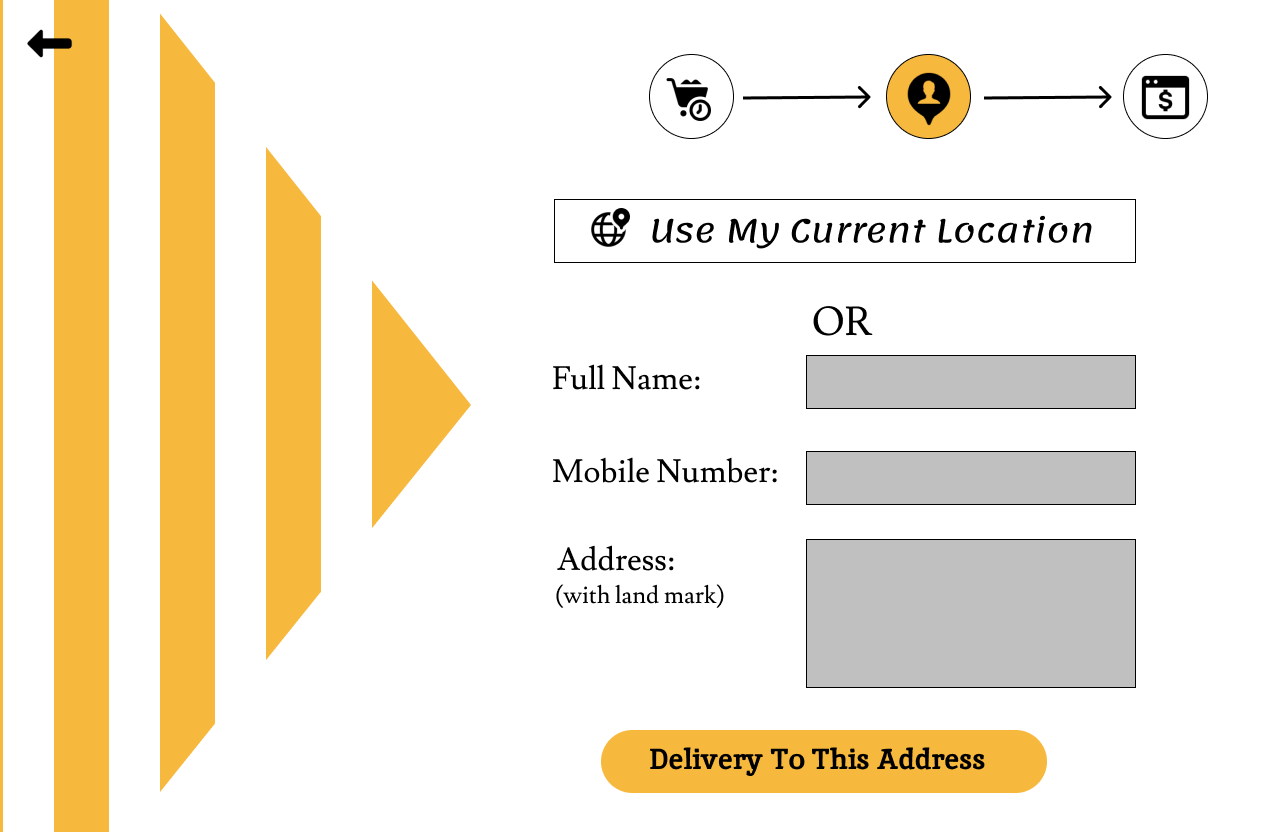 Use My Current Location
OR
Full Name:
Mobile Number:
Address:
(with land mark)
Delivery To This Address